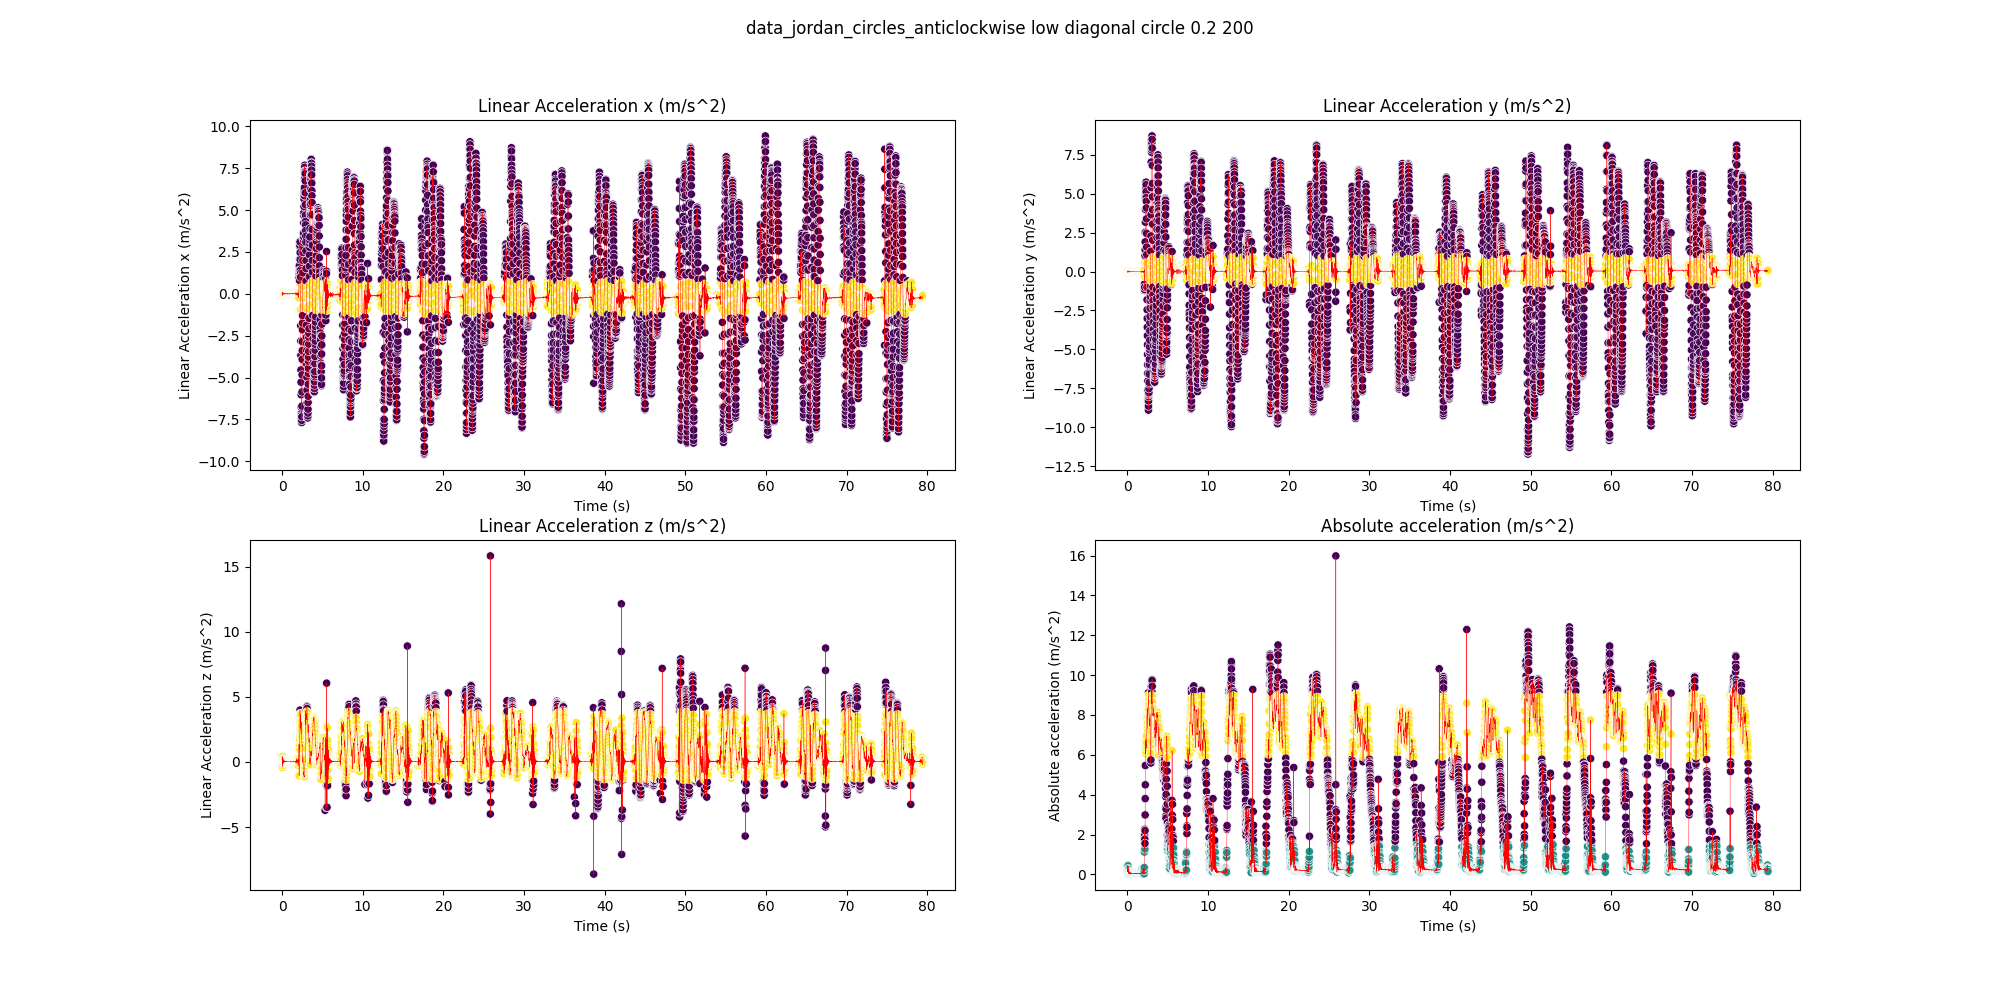 data_jordan_circles_anticlockwise low diagonal circle 0.2 200
Linear Acceleration x (m/s^2)
Linear Acceleration x (m/s^2)
10.0
7.5
5.0
2.5
0.0
−2.5
−5.0
−7.5
−10.0
0 10 20 30 40 50 60 70 80
Time (s)
Linear Acceleration y (m/s^2)
Linear Acceleration y (m/s^2)
7.5
5.0
2.5
0.0
−2.5
−5.0
−7.5
−10.0
−12.5
0 10 20 30 40 50 60 70 80
Time (s)
Linear Acceleration z (m/s^2)
Linear Acceleration z (m/s^2)
15
10
5
0
−5
0 10 20 30 40 50 60 70 80
Time (s)
Absolute acceleration (m/s^2)
Absolute acceleration (m/s^2)
16
14
12
10
8
6
4
2
0
0 10 20 30 40 50 60 70 80
Time (s)